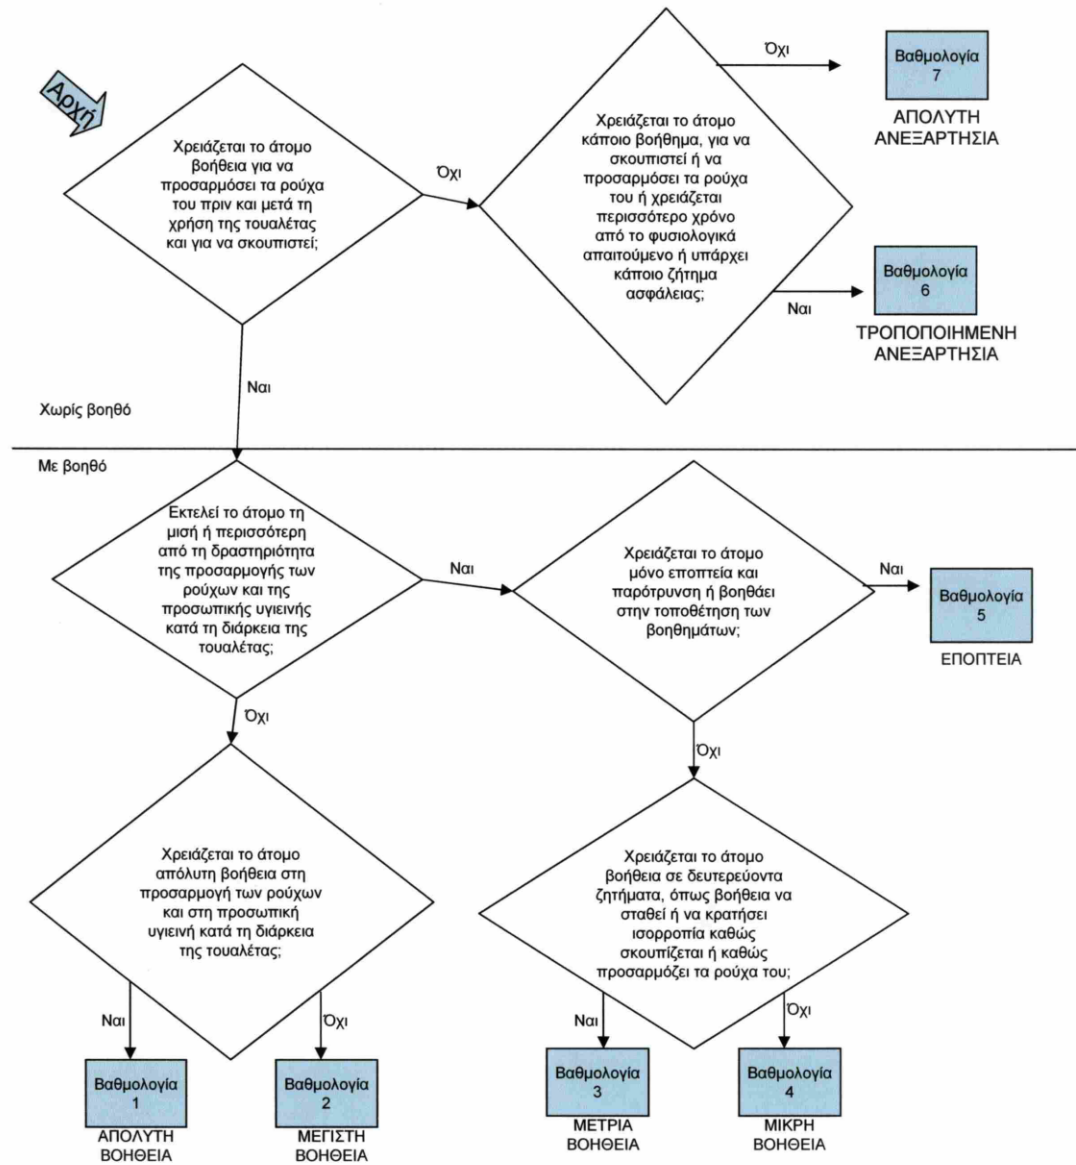 Αρχή
Χρειάζεται το άτομο
βοήθεια για να
προσαρμόσει τα ρούχα
του πριν και μετά τη
χρήση της τουαλέτας
και για να σκουπιστεί;
Όχι
Χρειάζεται το άτομο
κάποιο βοήθημα, για να
σκουπιστεί ή να
προσαρμόσει τα ρούχα
του ή χρειάζεται
περισσότερο χρόνο
από το φυσιολογικά
απαιτούμενο ή υπάρχει
κάποιο ζήτημα
ασφάλειας;
Όχι
Βαθμολογία
7
ΑΠΟΛΥΤΗ
ΑΝΕΞΑΡΤΗΣΙΑ
Ναι
Βαθμολογία
6
ΤΡΟΠΟΠΟΙΗΜΕΝΗ
ΑΝΕΞΑΡΤΗΣΙΑ
Ναι
Χωρίς βοηθό
Με βοηθό
Εκτελεί το άτομο τη
μισή ή περισσότερη
από τη δραστηριότητα
της προσαρμογής των
ρούχων και της
προσωπικής υγιεινής
κατά τη διάρκεια της
τουαλέτας;
Ναι
Χρειάζεται το άτομο
μόνο εποπτεία και
παρότρυνση ή βοηθάει
στην τοποθέτηση των
βοηθημάτων;
Ναι
Βαθμολογία
5
ΕΠΟΠΤΕΙΑ
Όχι
Όχι
Χρειάζεται το άτομο
απόλυτη βοήθεια στη
προσαρμογή των ρούχων
και στη προσωπική
υγιεινή κατά τη διάρκεια
της τουαλέτας;
Χρειάζεται το άτομο
βοήθεια σε δευτερεύοντα
ζητήματα, όπως βοήθεια να
σταθεί ή να κρατήσει
ισορροπία καθώς
σκουπίζεται ή καθώς
προσαρμόζει τα ρούχα του;
Ναι
Όχι
Ναι
Όχι
Βαθμολογία
1
ΑΠΟΛΥΤΗ
ΒΟΗΘΕΙΑ
Βαθμολογία
2
ΜΕΓΙΣΤΗ
ΒΟΗΘΕΙΑ
Βαθμολογία
3
ΜΕΤΡΙΑ
ΒΟΗΘΕΙΑ
Βαθμολογία
4
ΜΙΚΡΗ
ΒΟΗΘΕΙΑ